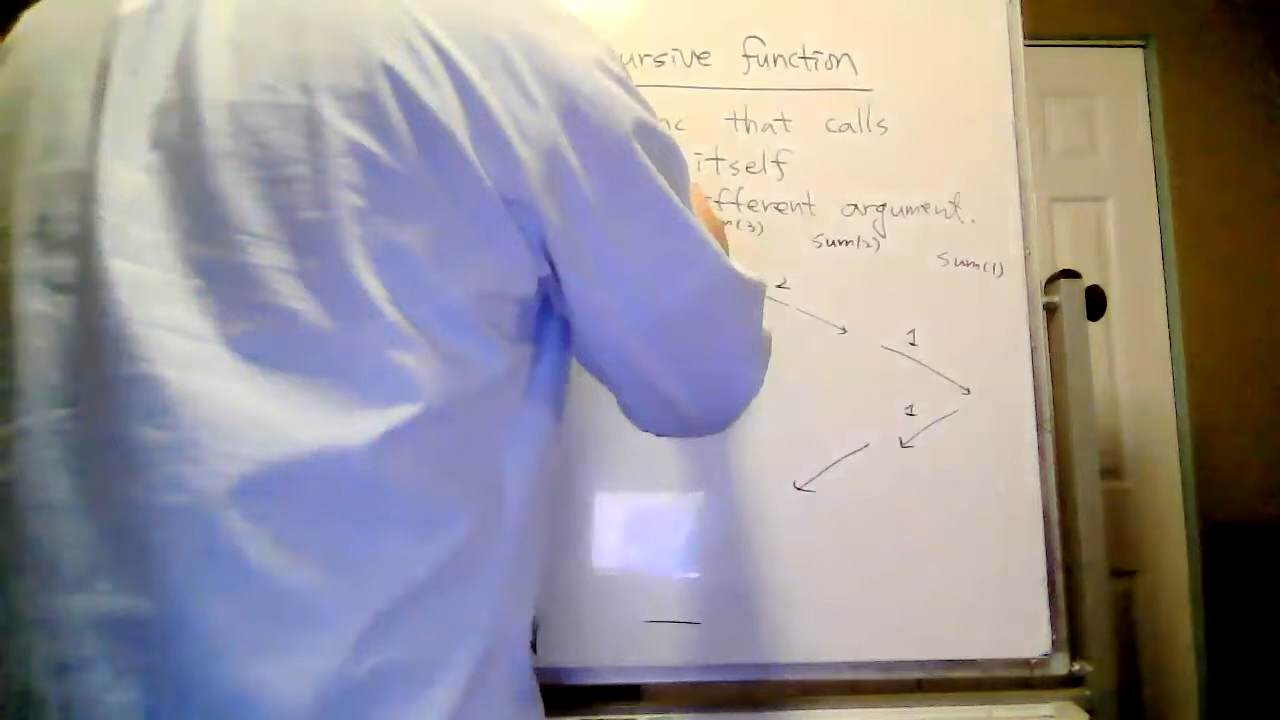 ursive function
nc that calls
itself
fferent argument.
m(3)
sum(2)
sum(1)
2
1
1